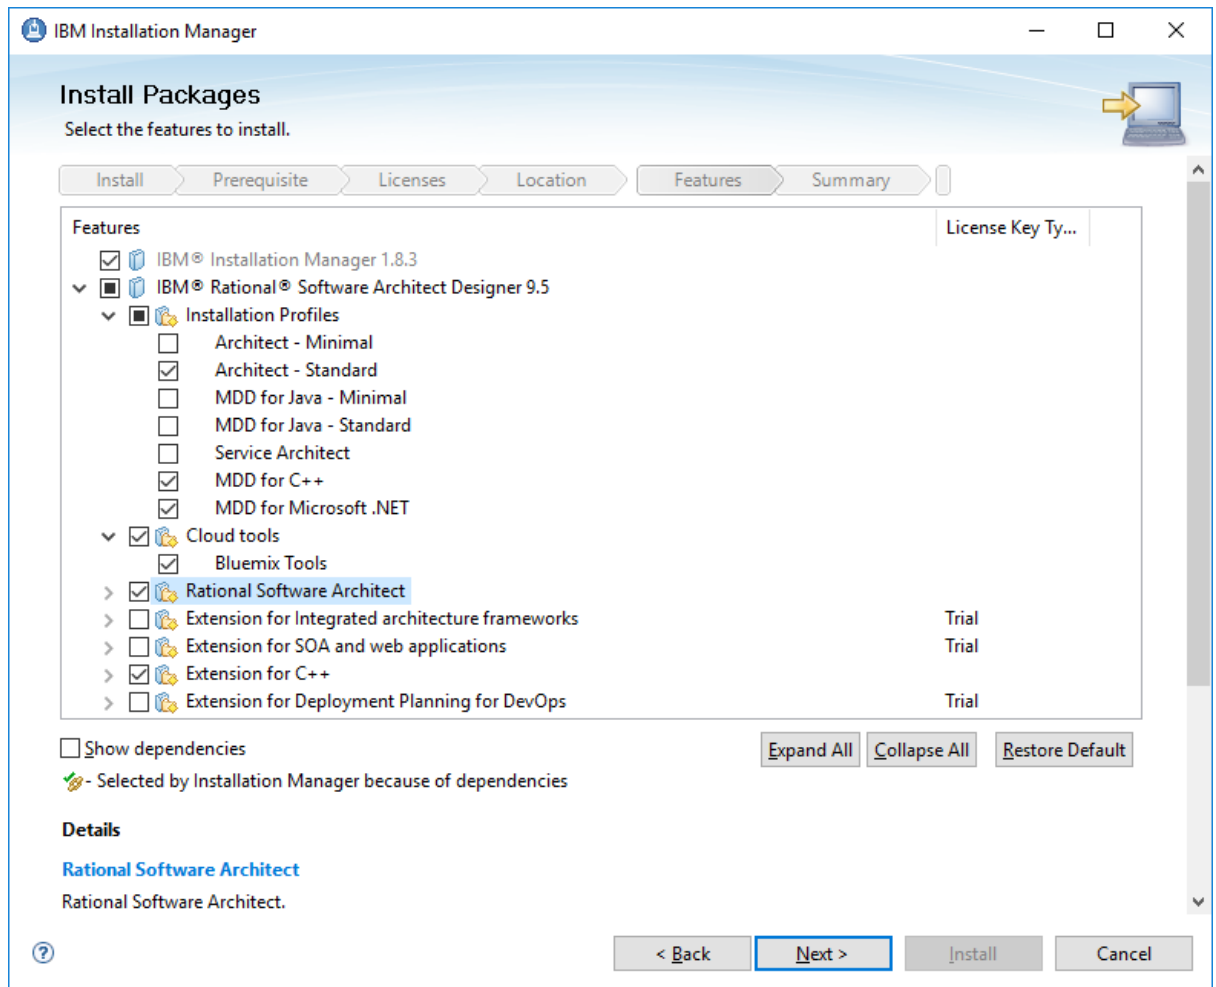 IBM Installation Manager
Install Packages
Select the features to install.
Install Prerequisite Licenses Location Features Summary
Features License Key Ty...
IBM® Installation Manager 1.8.3
IBM® Rational® Software Architect Designer 9.5
Installation Profiles
Architect - Minimal
Architect - Standard
MDD for Java - Minimal
MDD for Java - Standard
Service Architect
MDD for C++
MDD for Microsoft .NET
Cloud tools
Bluemix Tools
Rational Software Architect
Extension for Integrated architecture frameworks Trial
Extension for SOA and web applications Trial
Extension for C++
Extension for Deployment Planning for DevOps Trial
Show dependencies Expand All Collapse All Restore Default
- Selected by Installation Manager because of dependencies
Details
Rational Software Architect
Rational Software Architect.
? < Back Next > Install Cancel